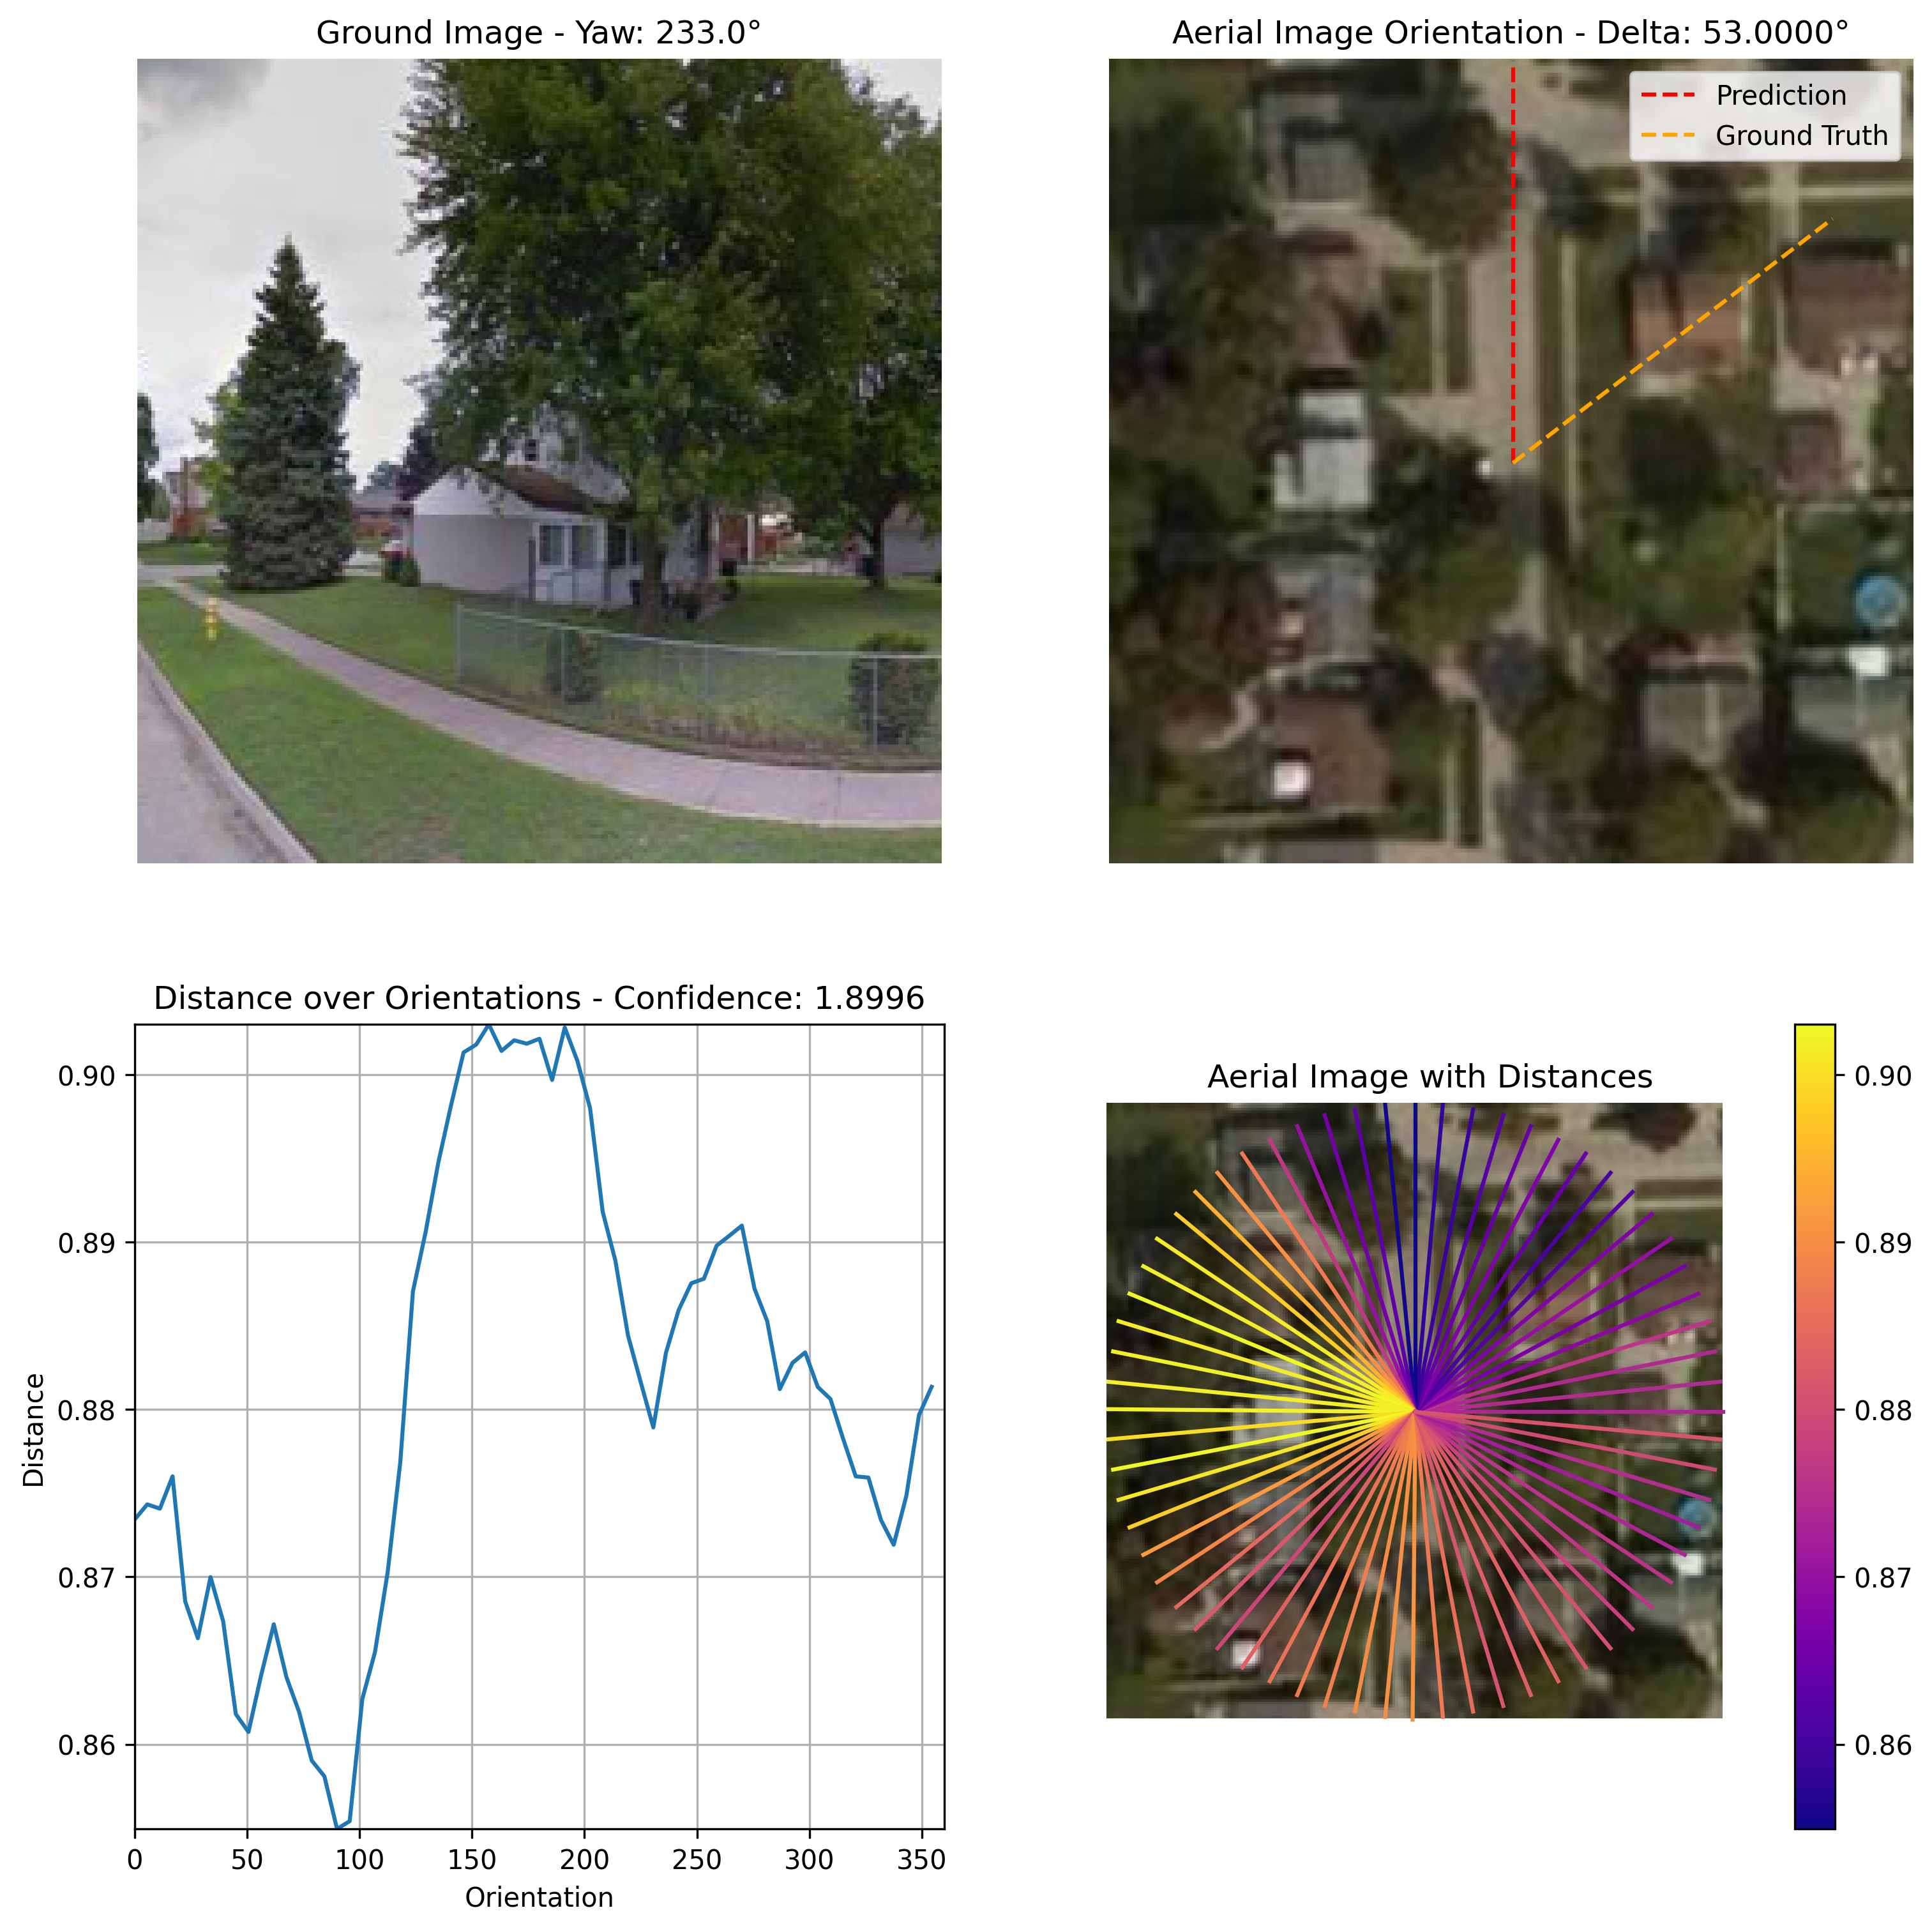 Ground Image - Yaw: 233.0°
Aerial Image Orientation - Delta: 53.0000°
Prediction
Ground Truth
Distance over Orientations - Confidence: 1.8996
0.90
0.89
0.88
0.87
0.86
Distance
0
50
100
150
200
250
300
350
Orientation
Aerial Image with Distances
0.90
0.89
0.88
0.87
0.86